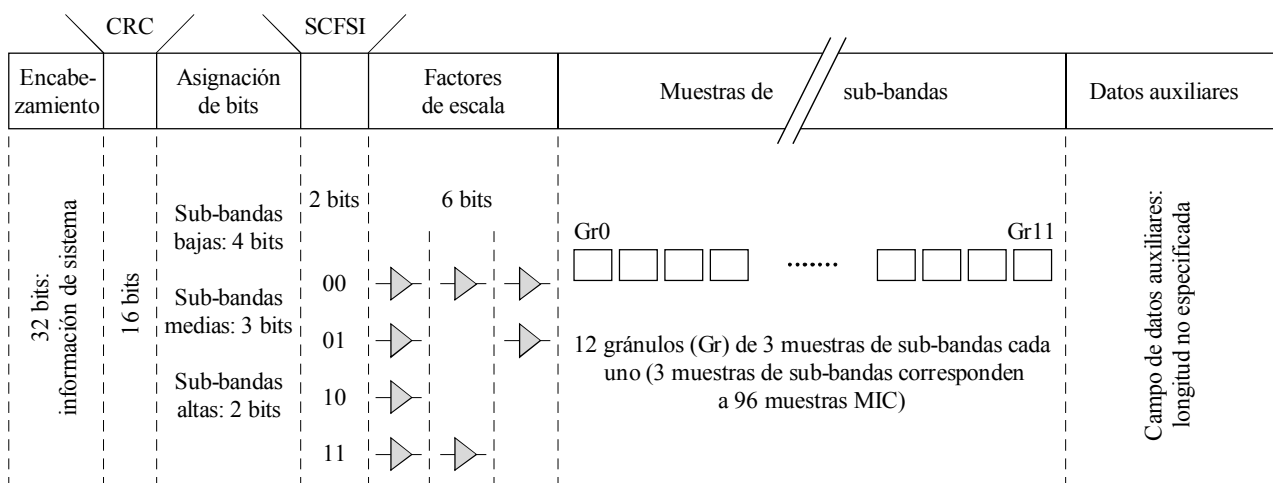 CRC
SCFSI
Encabe-
zamiento
Asignación
de bits
Factores
de escala
Muestras de
sub-bandas
Datos auxiliares
32 bits:
información de sistema
16 bits
Sub-bandas
bajas: 4 bits
Sub-bandas
medias: 3 bits
Sub-bandas
altas: 2 bits
2 bits
00
01
10
11
6 bits
Gr0
Gr11
.......
12 gránulos (Gr) de 3 muestras de sub-bandas cada
uno (3 muestras de sub-bandas corresponden
a 96 muestras MIC)
Campo de datos auxiliares:
longitud no especificada